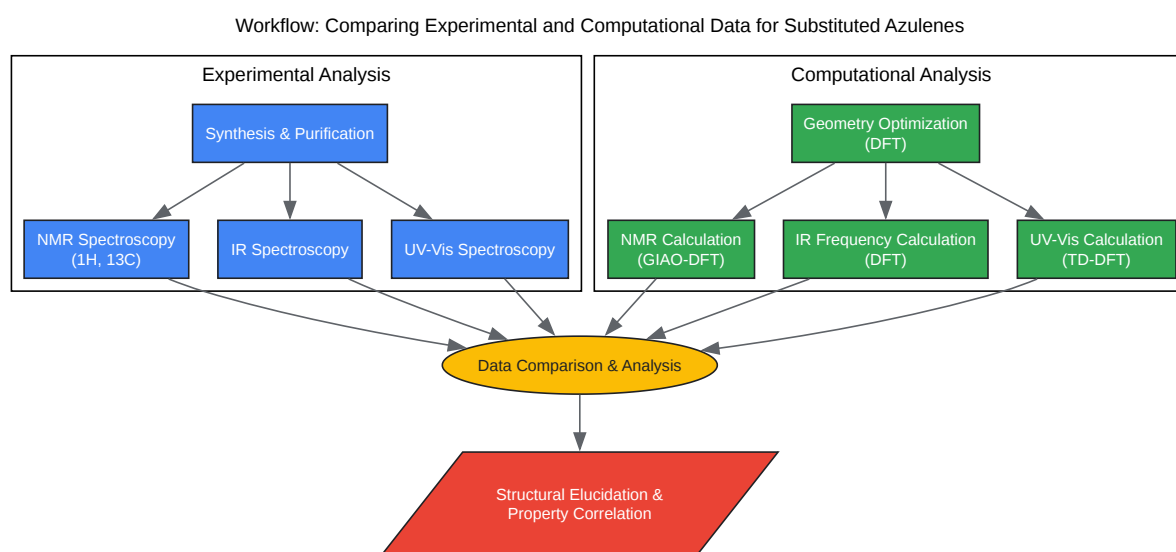 Workflow: Comparing Experimental and Computational Data for Substituted Azulenes
Experimental Analysis
Synthesis & Purification
NMR Spectroscopy
(1H, 13C)
IR Spectroscopy
UV-Vis Spectroscopy
Computational Analysis
Geometry Optimization
(DFT)
NMR Calculation
(GIAO-DFT)
IR Frequency Calculation
(DFT)
UV-Vis Calculation
(TD-DFT)
Data Comparison & Analysis
Structural Elucidation &
Property Correlation